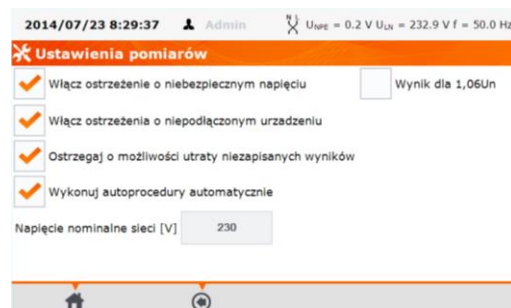 2014/07/23 8:29:37 Admin N L U NPE = 0.2 V U LN = 232.9 V f = 50.0 Hz
Ustawienia pomiarów
Włącz ostrzeżenie o niebezpiecznym napięciu Wynik dla 1,06Un
Włącz ostrzeżenia o niepodłączonym urzadzeniu
Ostrzegaj o możliwości utraty niezapisanych wyników
Wykonuj autoprocedury automatycznie
Napięcie nominalne sieci [V] 230